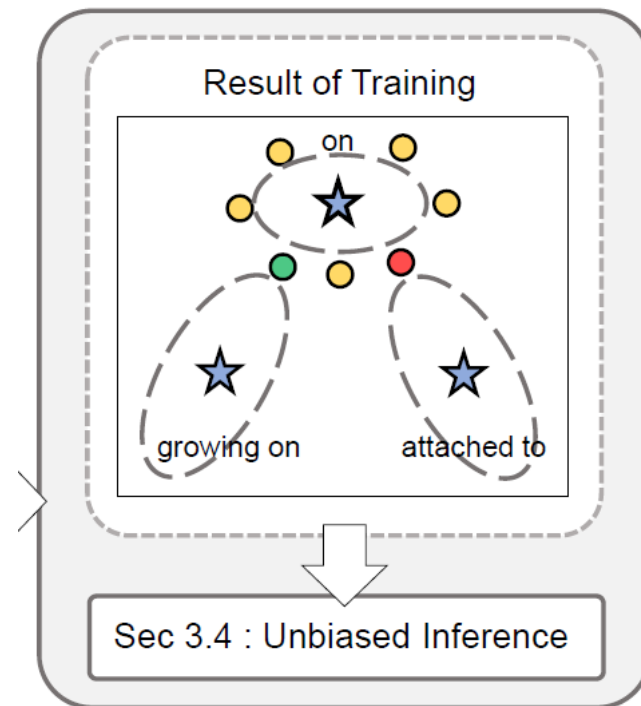 Result of Training
on
growing on
attached to
Sec 3.4 : Unbiased Inference